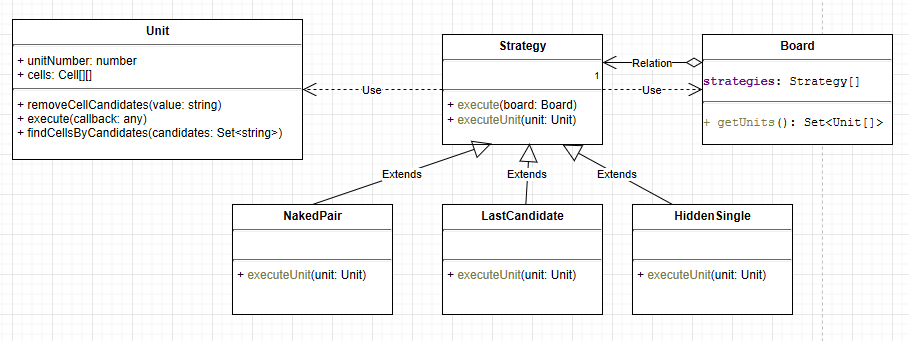 Unit
+ unitNumber: number
+ cells: Cell[][]
+ removeCellCandidates(value: string)
+ execute(callback: any)
+ findCellsByCandidates(candidates: Set<string>)
Use
Strategy
1
+ execute(board: Board)
+ executeUnit(unit: Unit)
Relation
Use
Board
strategies: Strategy[]
+ getUnits(): Set<Unit[]>
Extends
Extends
Extends
NakedPair
+ executeUnit(unit: Unit)
LastCandidate
+ executeUnit(unit: Unit)
HiddenSingle
+ executeUnit(unit: Unit)